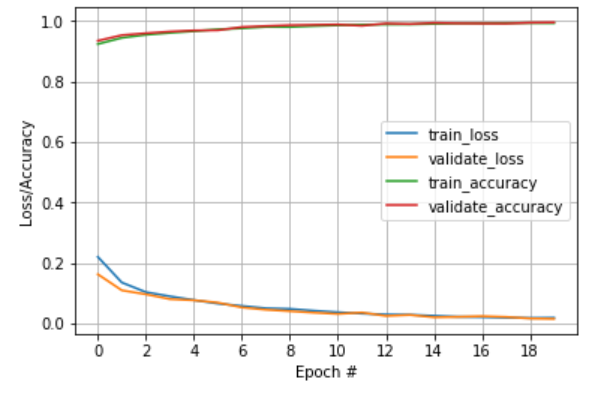 1.0
0.8
0.6
0.4
0.2
0.0
Loss/Accuracy
train_loss
validate_loss
train_accuracy
validate_accuracy
0 2 4 6 8 10 12 14 16 18
Epoch #